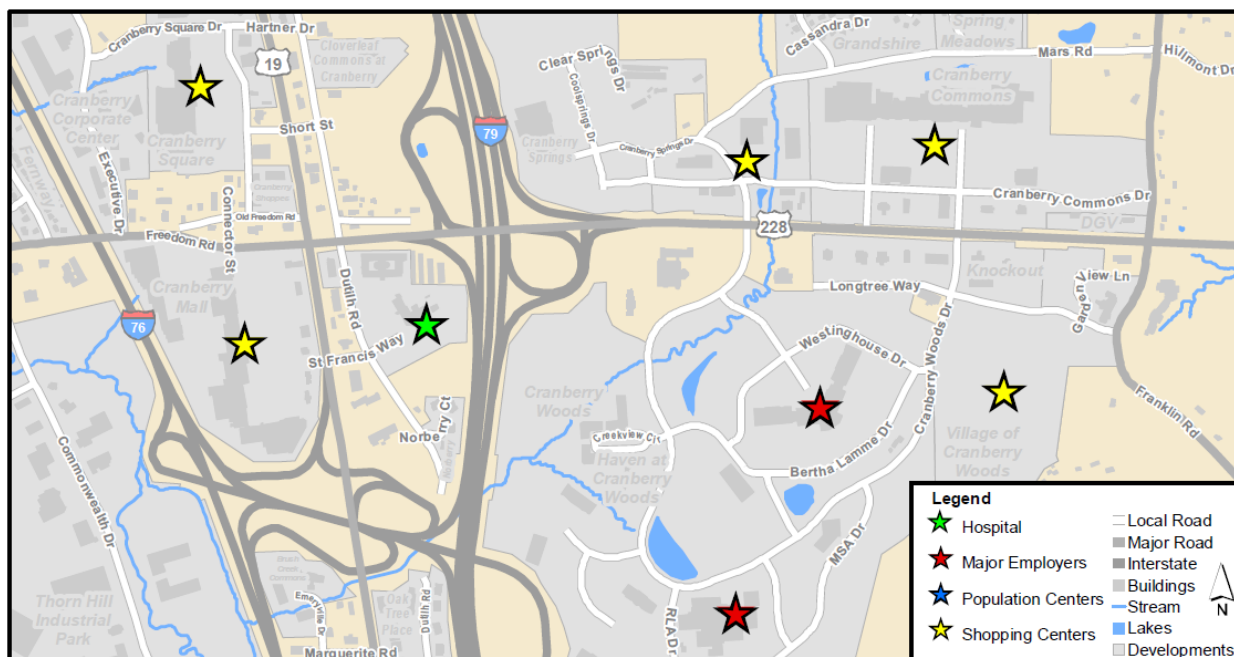 Cranberry Square Dr
Hartner Dr
19
Cloverleaf
Commons at
Cranberry
Cranberry
Corporate
Center
Cranberry
Square
Short St
Fernway
Executive Dr
Connector St
Cranberry
Shoppes
Old Freedom Rd
Freedom Rd
Cranberry
Mall
76
Dutilh Rd
St Francis Way
Norberry Ct
Commonwealth Dr
Thorn Hill
Industrial
Park
Brush
Creek
Commons
Emeryville Dr
Oak
Tree
Place
Dutilh Rd
Marguerite Rd
79
Clear Springs Dr
Coolsprings Dr
Cranberry
Springs
Cranberry Springs Dr
Cassandra Dr
Grandshire
Spring
Meadows
Mars Rd
Hillmont Dr
Cranberry
Commons
Cranberry Commons Dr
228
DGV
Knockout
Longtree Way
Garden View Ln
Westinghouse Dr
Cranberry Woods Dr
Franklin Rd
Cranberry
Woods
Creekview Cir
Haven at
Cranberry
Woods
Bertha Lamme Dr
Village of
Cranberry
Woods
MSA Dr
RLA Dr
Legend
Hospital
Major Employers
Population Centers
Shopping Centers
Local Road
Major Road
Interstate
Buildings
Stream
Lakes
Developments
N